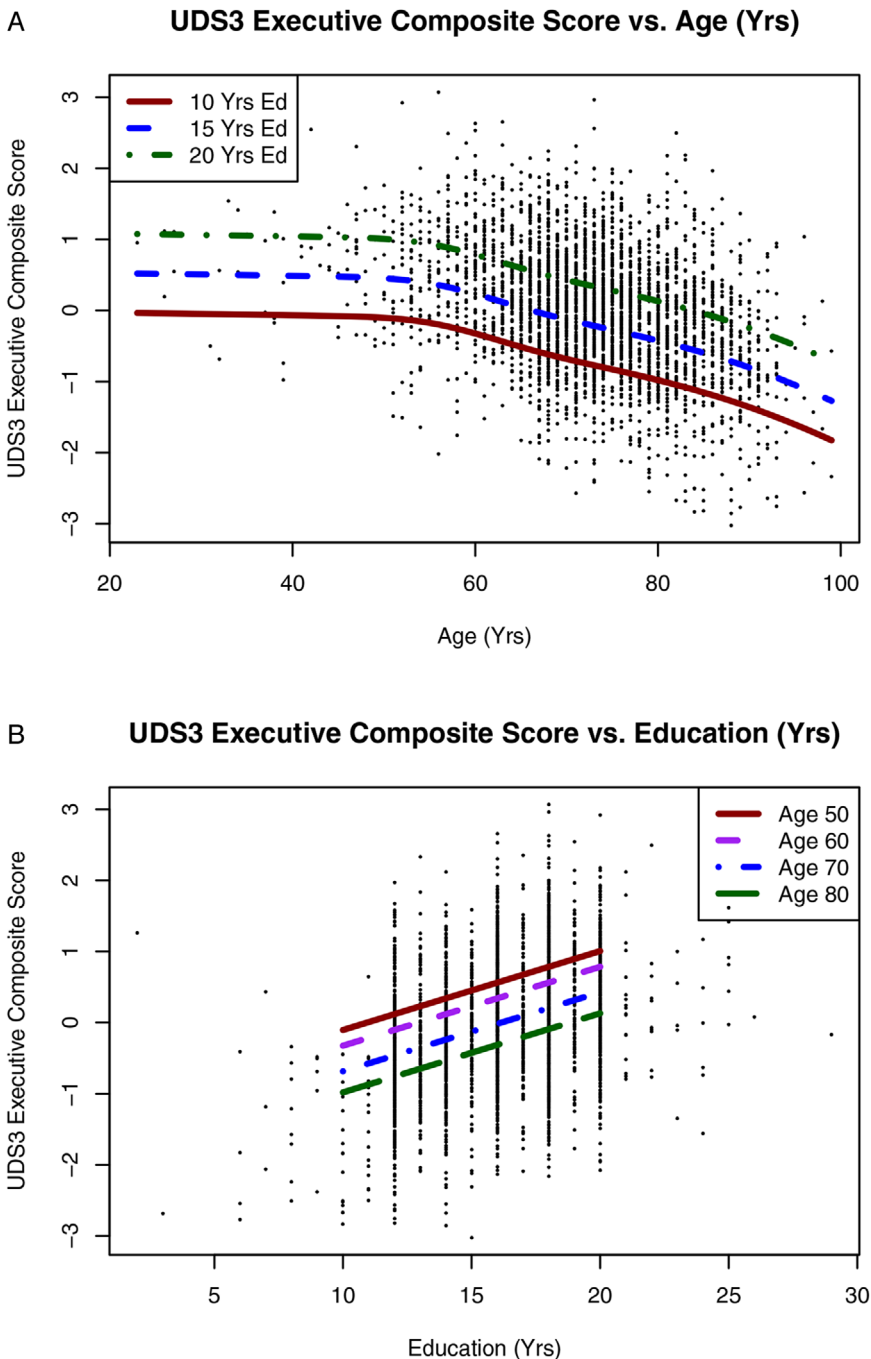 A
UDS3 Executive Composite Score vs. Age (Yrs)
UDS3 Executive Composite Score
3
2
1
0
−1
−2
−3
10 Yrs Ed
15 Yrs Ed
20 Yrs Ed
20 40 60 80 100
Age (Yrs)
B
UDS3 Executive Composite Score vs. Education (Yrs)
UDS3 Executive Composite Score
3
2
1
0
−1
−2
−3
Age 50
Age 60
Age 70
Age 80
5 10 15 20 25 30
Education (Yrs)